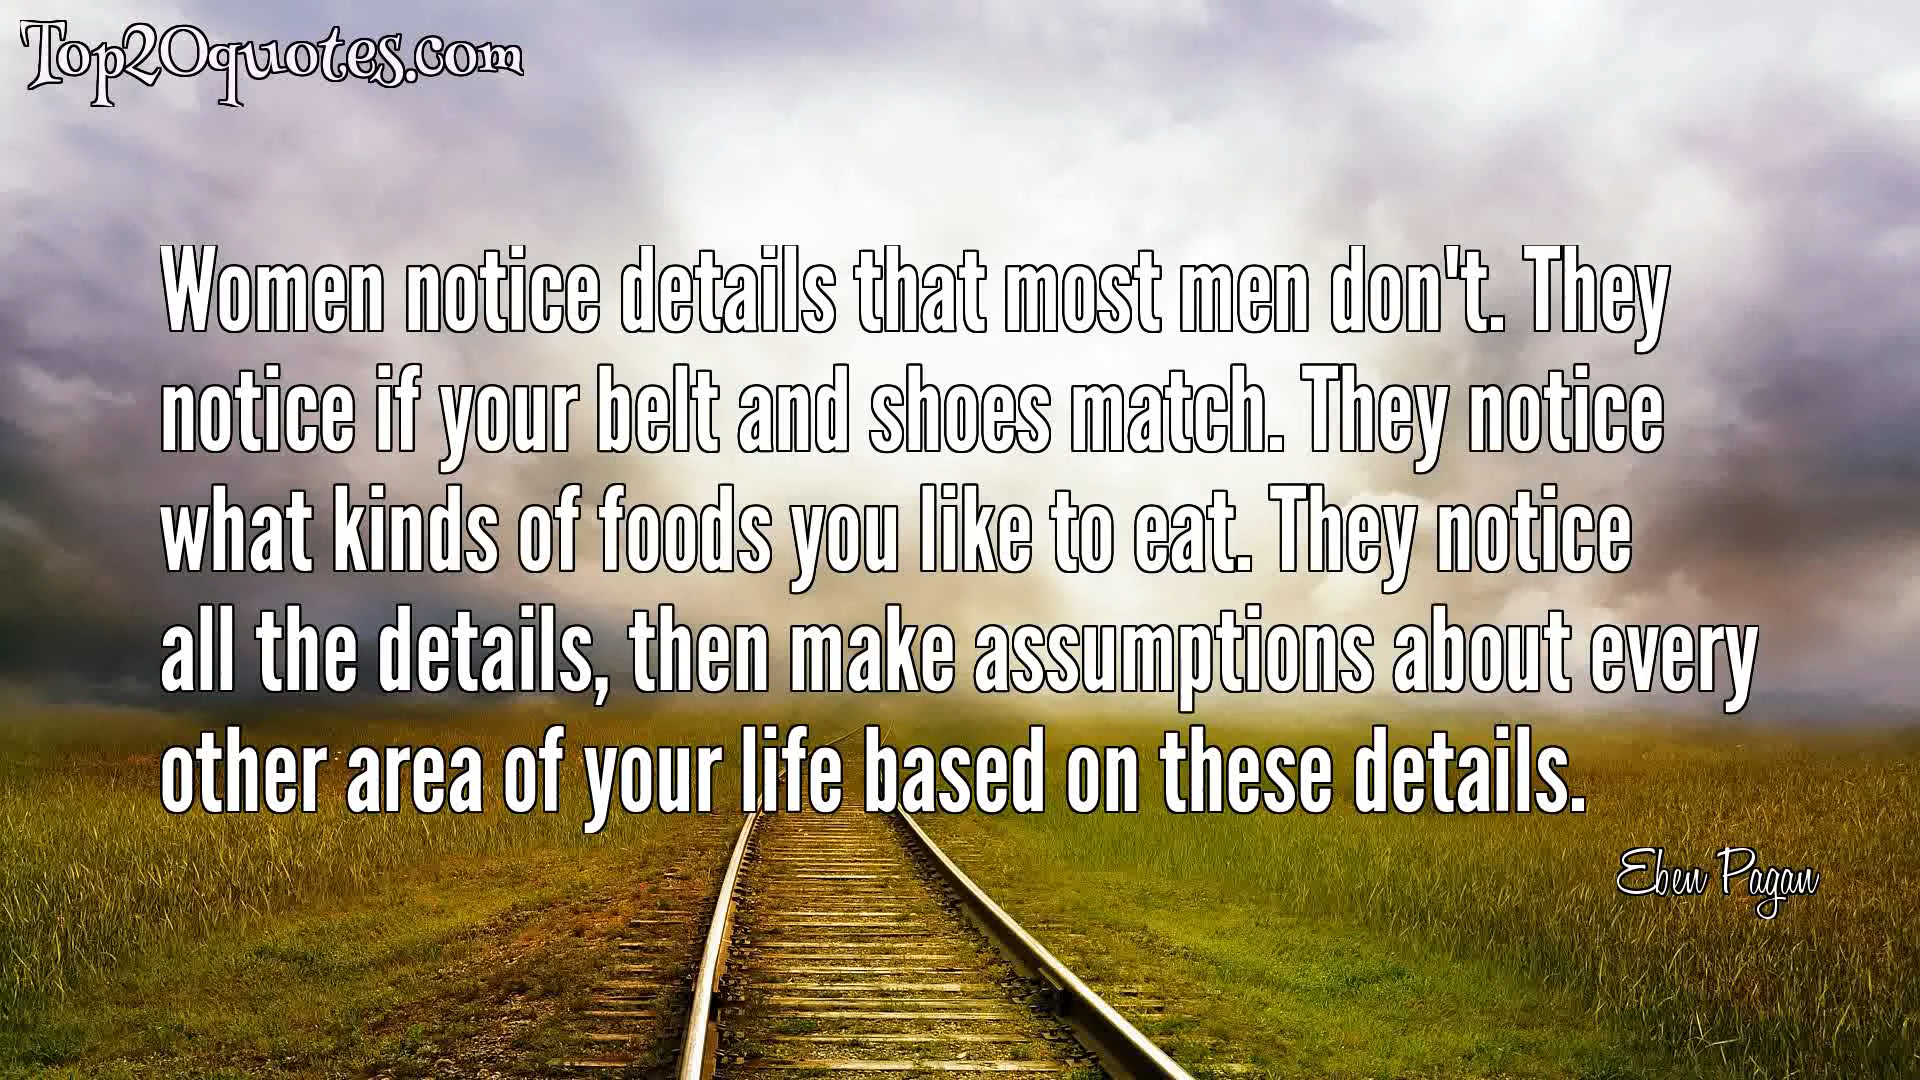 Top20quotes.com
Women notice details that most men don't. They
notice if your belt and shoes match. They notice
what kinds of foods you like to eat. They notice
all the details, then make assumptions about every
other area of your life based on these details.
Eben Pagan